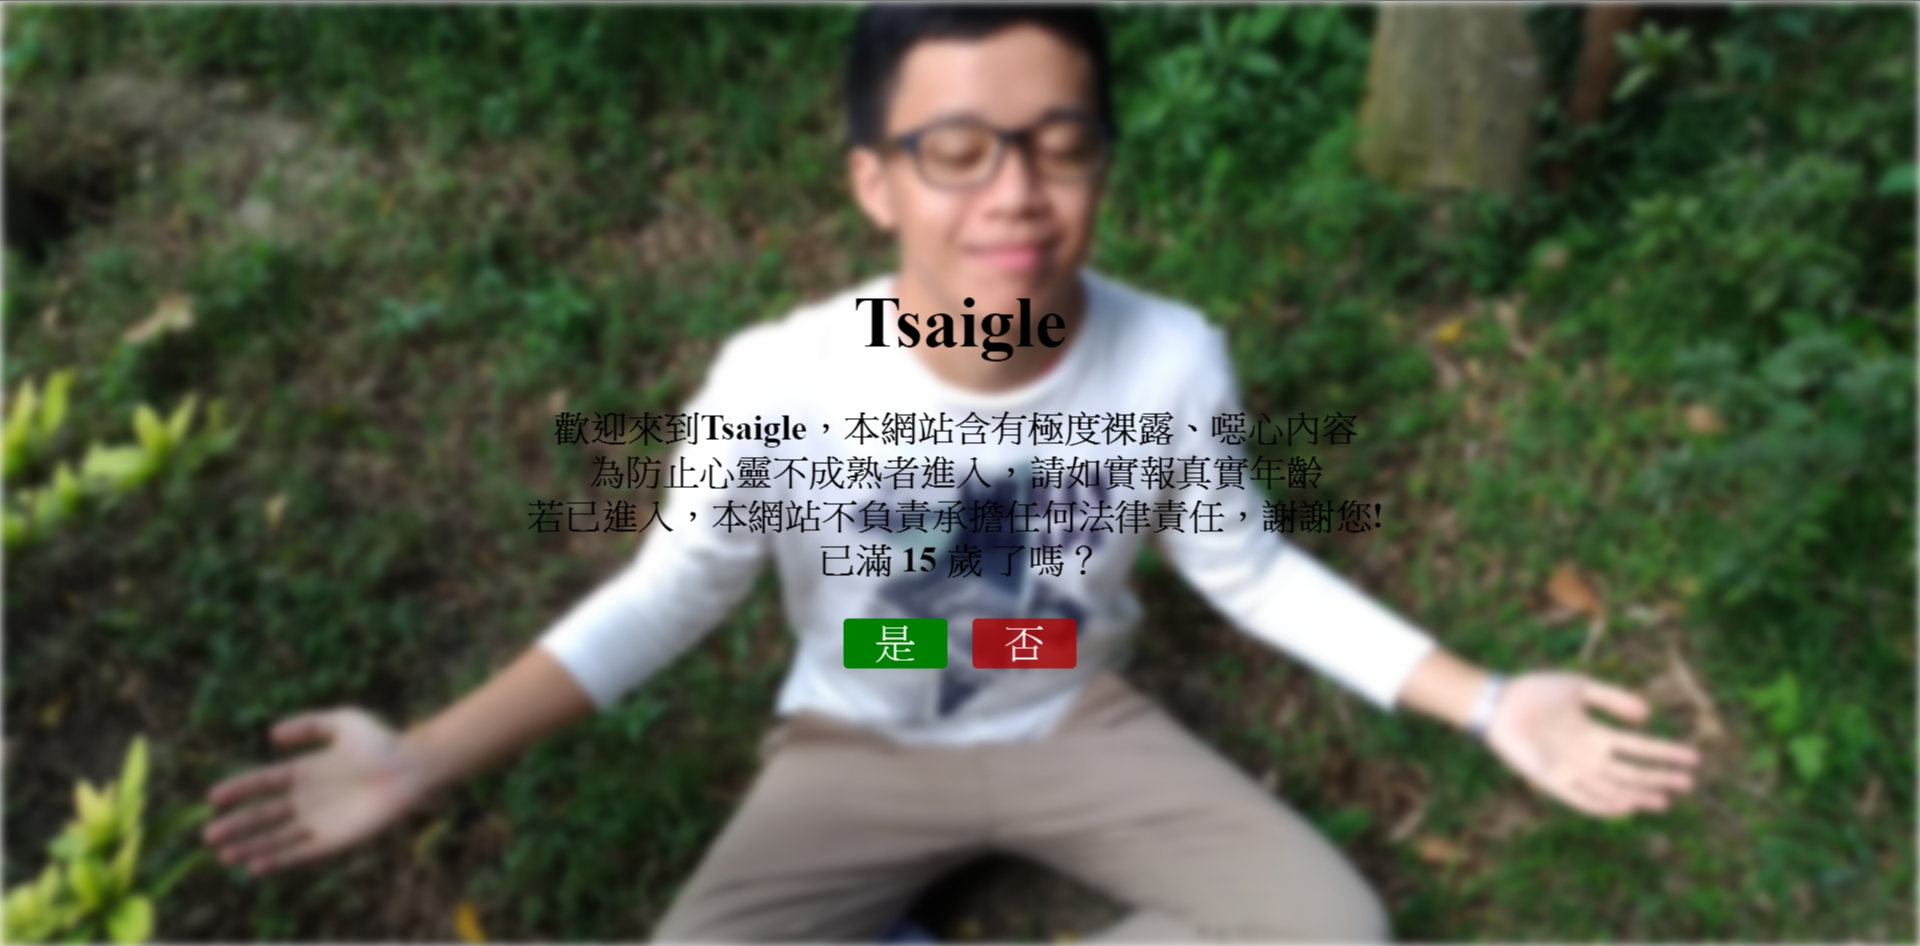 Tsaigle
歡迎來到Tsaigle，本網站含有極度裸露、噁心內容
為防止心靈不成熟者進入，請如實報真實年齡
若已進入，本網站不負責承擔任何法律責任，謝謝您!
已滿 15 歲 了嗎？
是 否